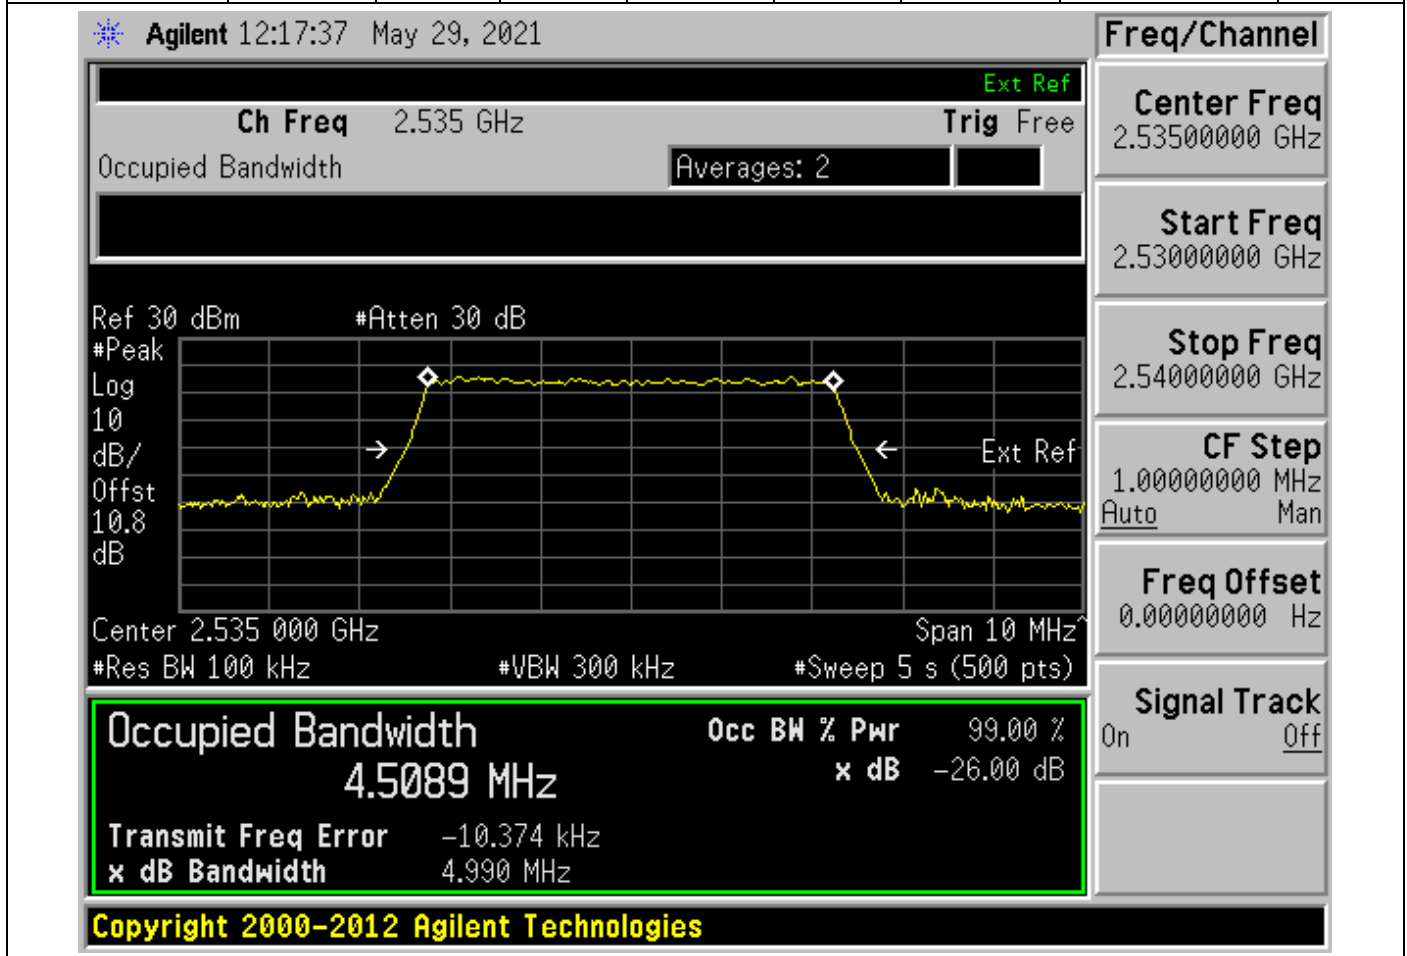 Agilent 12:17:37 May 29, 2021
Freq/Channel
Ext Ref
Ch Freq 2.535 GHz Trig Free
Occupied Bandwidth Averages: 2
Center Freq
2.53500000 GHz
Start Freq
2.53000000 GHz
Stop Freq
2.54000000 GHz
CF Step
1.00000000 MHz
Auto Man
Freq Offset
0.00000000 Hz
Signal Track
On Off
Ref 30 dBm #Atten 30 dB
#Peak
Log
10
dB/
Offst
10.8
dB
Ext Ref
Center 2.535 000 GHz Span 10 MHz^
#Res BW 100 kHz #VBW 300 kHz #Sweep 5 s (500 pts)
Occupied Bandwidth Occ BW % Pwr 99.00 %
4.5089 MHz x dB -26.00 dB
Transmit Freq Error -10.374 kHz
x dB Bandwidth 4.990 MHz
Copyright 2000-2012 Agilent Technologies